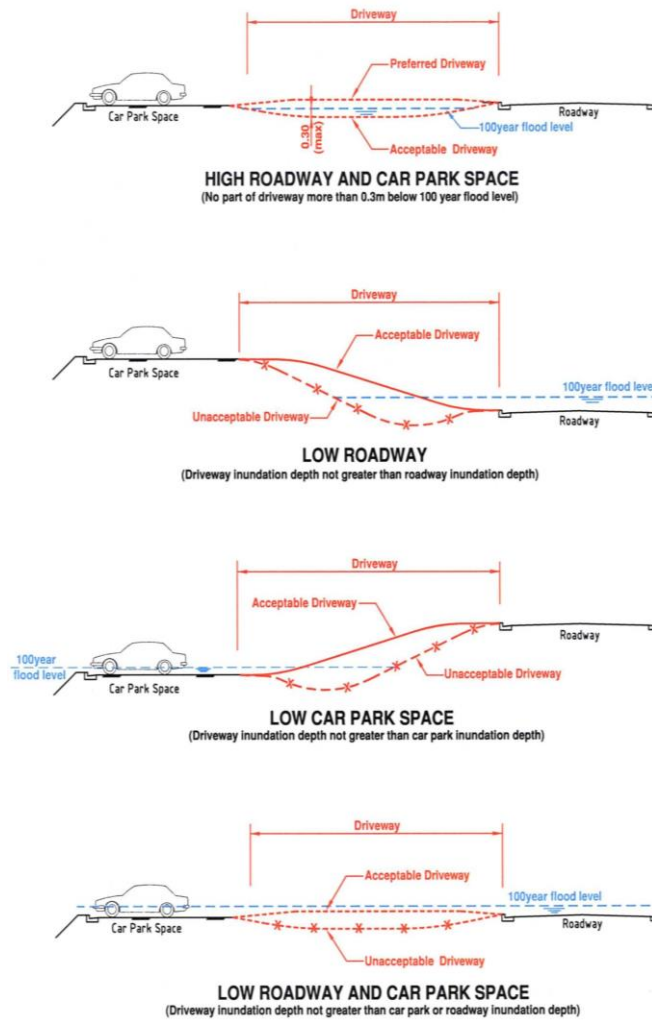 Driveway
Preferred Driveway
Car Park Space
Roadway
0.30
(max)
100year flood level
Acceptable Driveway
HIGH ROADWAY AND CAR PARK SPACE
(No part of driveway more than 0.3m below 100 year flood level)
Driveway
Acceptable Driveway
Car Park Space
100year flood level
Unacceptable Driveway
Roadway
LOW ROADWAY
(Driveway inundation depth not greater than roadway inundation depth)
Driveway
Acceptable Driveway
Roadway
100year
flood level
Car Park Space
Unacceptable Driveway
LOW CAR PARK SPACE
(Driveway inundation depth not greater than car park inundation depth)
Driveway
Acceptable Driveway
100year flood level
Car Park Space
Roadway
Unacceptable Driveway
LOW ROADWAY AND CAR PARK SPACE
(Driveway inundation depth not greater than car park or roadway inundation depth)